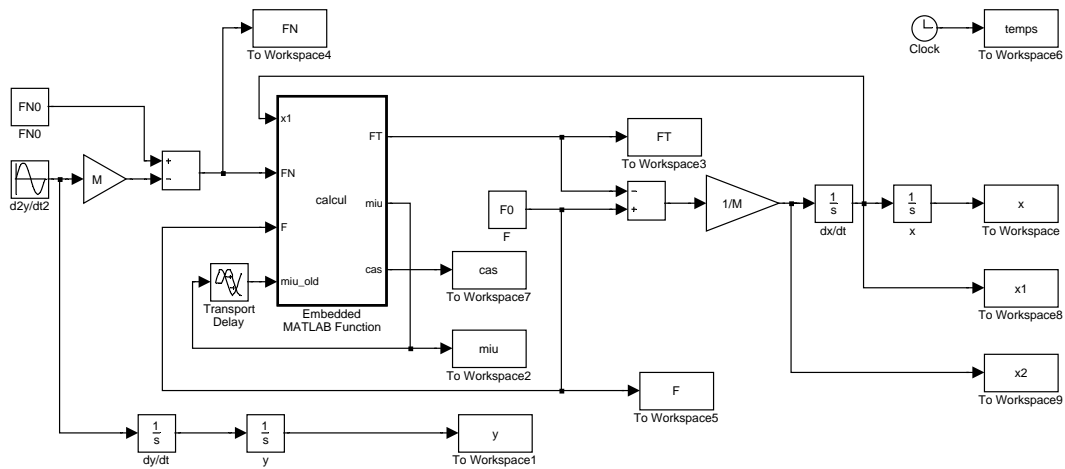 FN
To Workspace4
temps
Clock
To Workspace6
FN0
FN0
x1
FT
FT
To Workspace3
+
−
M
d2y/dt2
FN
calcul
miu
F0
F
−
+
1/M
1
s
dx/dt
1
s
x
x
To Workspace
F
cas
cas
To Workspace7
miu_old
Transport
Delay
Embedded
MATLAB Function
x1
To Workspace8
miu
To Workspace2
x2
To Workspace9
F
To Workspace5
1
s
dy/dt
1
s
y
y
To Workspace1